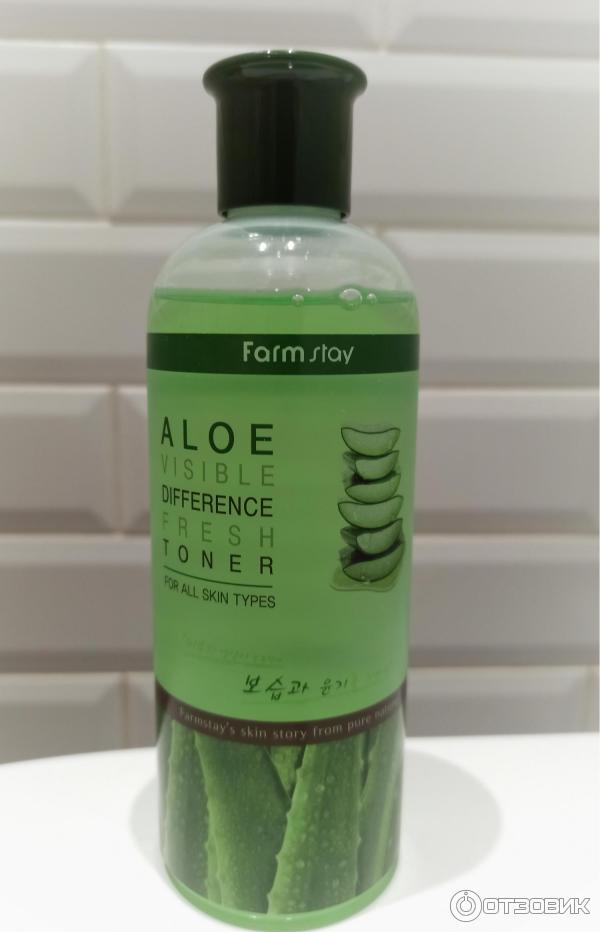 Farmstay
ALOE
VISIBLE
DIFFERENCE
FRESH
TONER
FOR ALL SKIN TYPES
보습과 윤기
Farmstay's skin story from pure nature
ОТЗОВИК